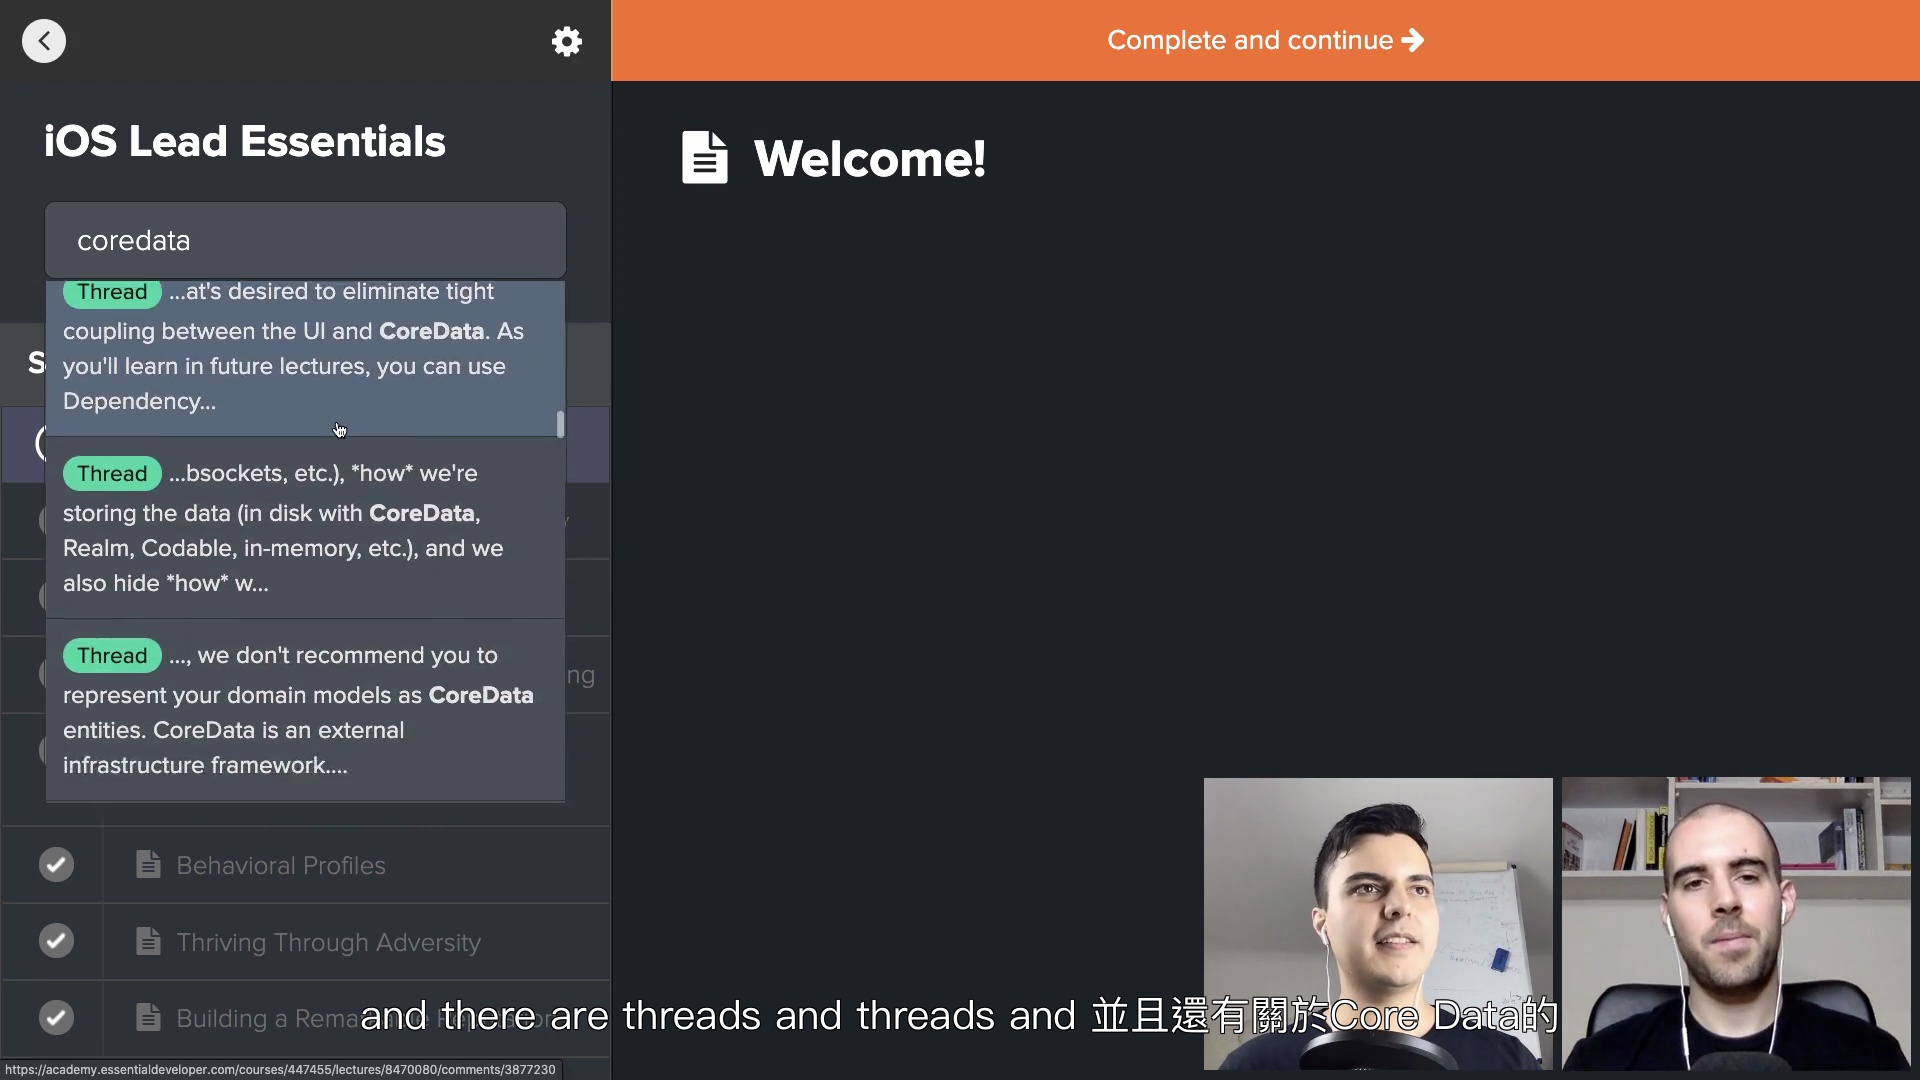 Complete and continue
iOS Lead Essentials
Welcome!
coredata
Thread ...at's desired to eliminate tight
coupling between the UI and CoreData. As
you'll learn in future lectures, you can use
Dependency...
Thread ...bsockets, etc.), *how* we're
storing the data (in disk with CoreData,
Realm, Codable, in-memory, etc.), and we
also hide *how* w...
Thread ..., we don't recommend you to
represent your domain models as CoreData
entities. CoreData is an external
infrastructure framework....
ng
Behavioral Profiles
Thriving Through Adversity
Building a
and there are threads and threads and 並且還有關於Core Data的
https://academy.essentialdeveloper.com/courses/447455/lectures/8470080/comments/3877230